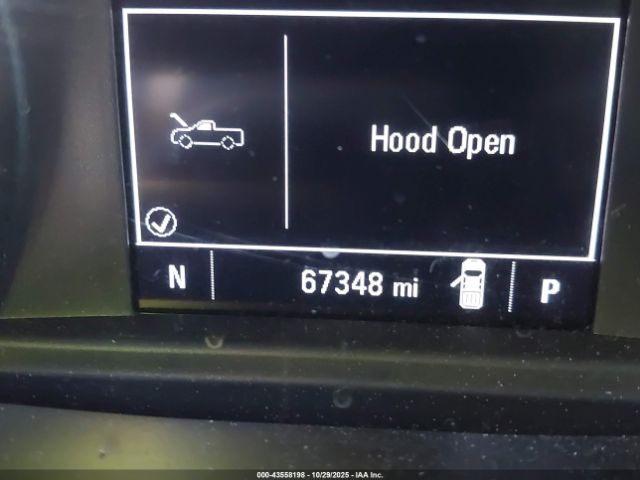 Hood Open
N 67348 mi P
000-43558198 - 10/29/2025 - IAA Inc.